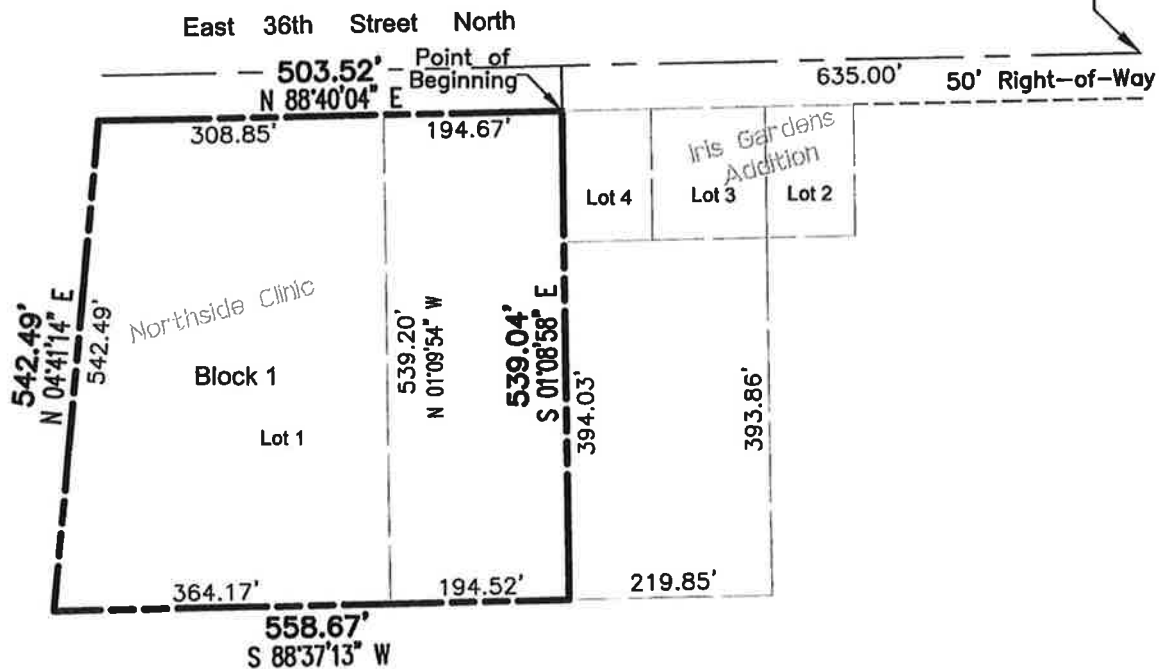 East 36th Street North
503.52'
N 88°40'04" E
Point of
Beginning
635.00'
50' Right-of-Way
308.85'
194.67'
Iris Gardens
Addition
Lot 4
Lot 3
Lot 2
542.49'
N 04°41'14" E
542.49'
Northside Clinic
Block 1
Lot 1
539.20'
N 01°09'54" W
539.04'
S 01°08'58" E
394.03'
393.86'
364.17'
194.52'
219.85'
558.67'
S 88°37'13" W